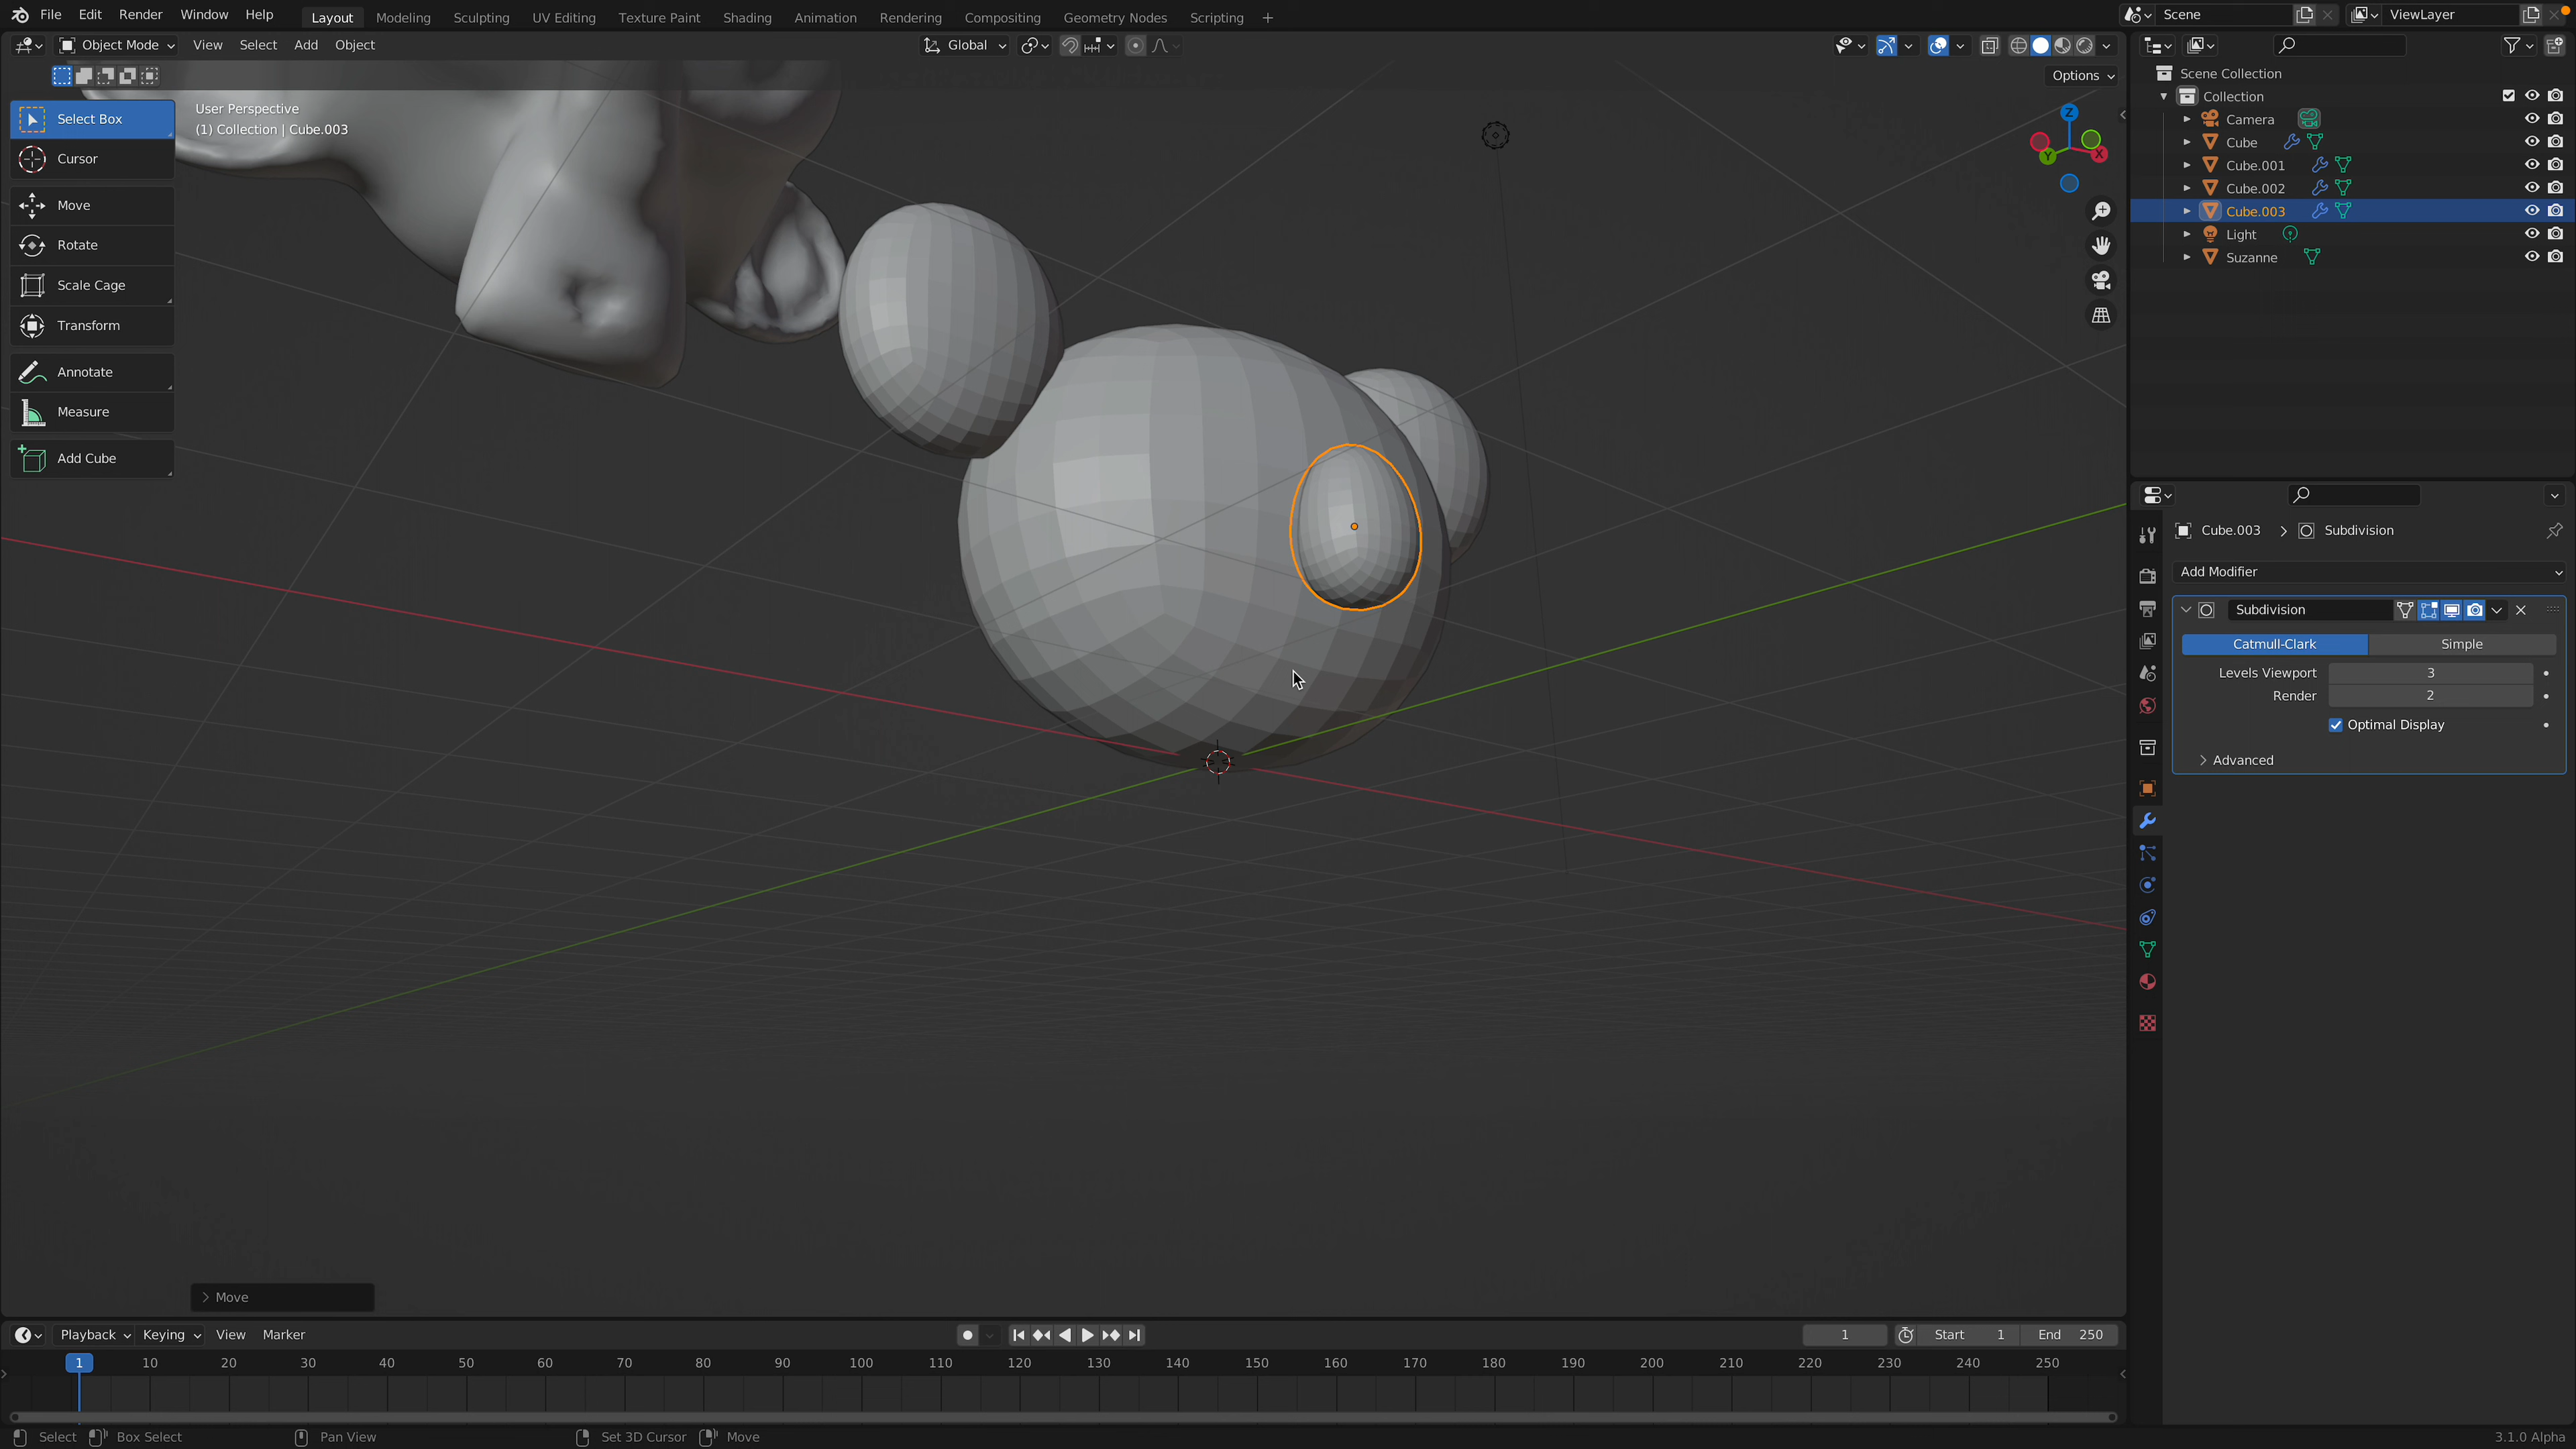 File Edit Render Window Help Layout Modeling Sculpting UV Editing Texture Paint Shading Animation Rendering Compositing Geometry Nodes Scripting + Scene ViewLayer
Object Mode View Select Add Object Global
Options
Select Box
Cursor
Move
Rotate
Scale Cage
Transform
Annotate
Measure
Add Cube
User Perspective
(1) Collection | Cube.003
Z
Y
X
Scene Collection
Collection
Camera
Cube
Cube.001
Cube.002
Cube.003
Light
Suzanne
Cube.003 > Subdivision
Add Modifier
Subdivision
Catmull-Clark Simple
Levels Viewport 3
Render 2
Optimal Display
Advanced
Move
Playback Keying View Marker 1 Start 1 End 250
1 10 20 30 40 50 60 70 80 90 100 110 120 130 140 150 160 170 180 190 200 210 220 230 240 250
Select Box Select Pan View Set 3D Cursor Move 3.1.0 Alpha